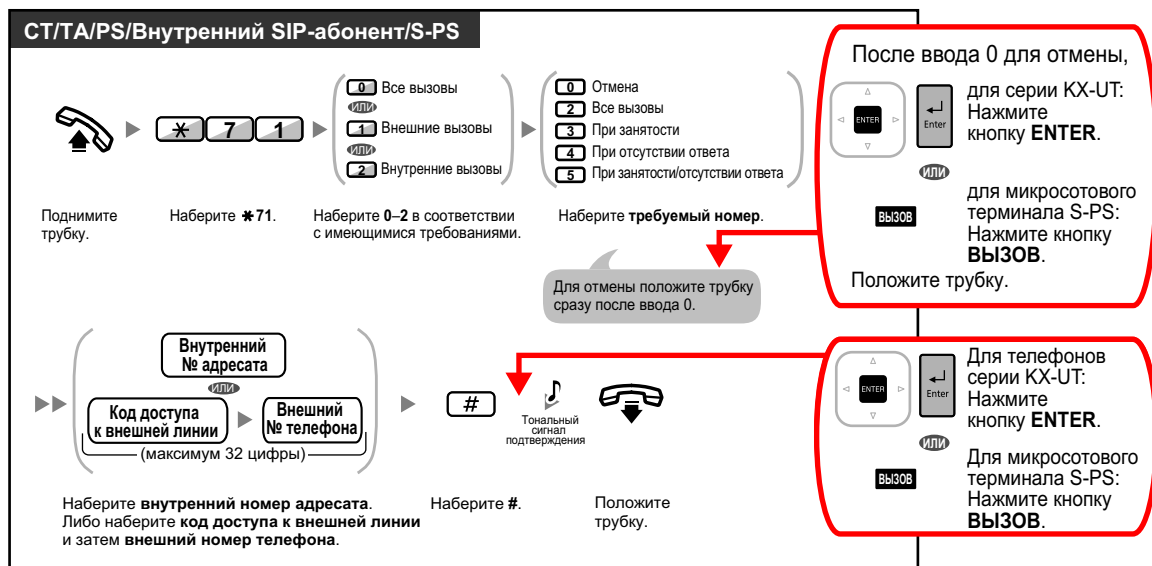 СТ/ТА/PS/Внутренний SIP-абонент/S-PS
0 Все вызовы
или
1 Внешние вызовы
или
2 Внутренние вызовы
0 Отмена
2 Все вызовы
3 При занятости
4 При отсутствии ответа
5 При занятости/отсутствии ответа
✱ 7 1
Поднимите
трубку.
Наберите ✱71.
Наберите 0–2 в соответствии
с имеющимися требованиями.
Наберите требуемый номер.
Для отмены положите трубку
сразу после ввода 0.
После ввода 0 для отмены,
ENTER
Enter
для серии KX-UT:
Нажмите
кнопку ENTER.
или
ВЫЗОВ
для микросотового
терминала S-PS:
Нажмите кнопку
ВЫЗОВ.
Положите трубку.
Внутренний
№ адресата
или
Код доступа
к внешней линии
Внешний
№ телефона
(максимум 32 цифры)
#
Тональный
сигнал
подтверждения
Наберите внутренний номер адресата.
Либо наберите код доступа к внешней линии
и затем внешний номер телефона.
Наберите #.
Положите
трубку.
ENTER
Enter
Для телефонов
серии KX-UT:
Нажмите
кнопку ENTER.
или
ВЫЗОВ
Для микросотового
терминала S-PS:
Нажмите кнопку
ВЫЗОВ.